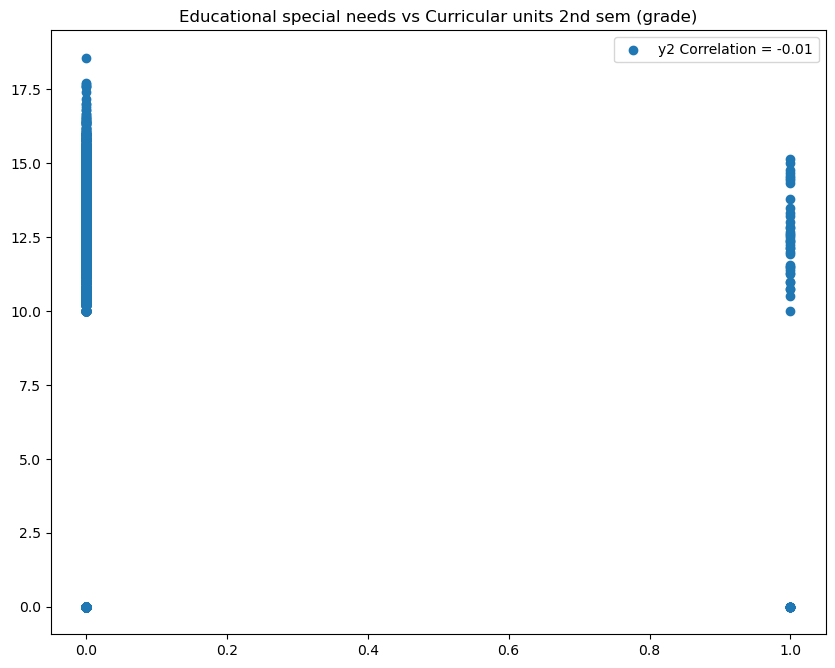 Educational special needs vs Curricular units 2nd sem (grade)
y2 Correlation = -0.01
17.5
15.0
12.5
10.0
7.5
5.0
2.5
0.0
0.0 0.2 0.4 0.6 0.8 1.0